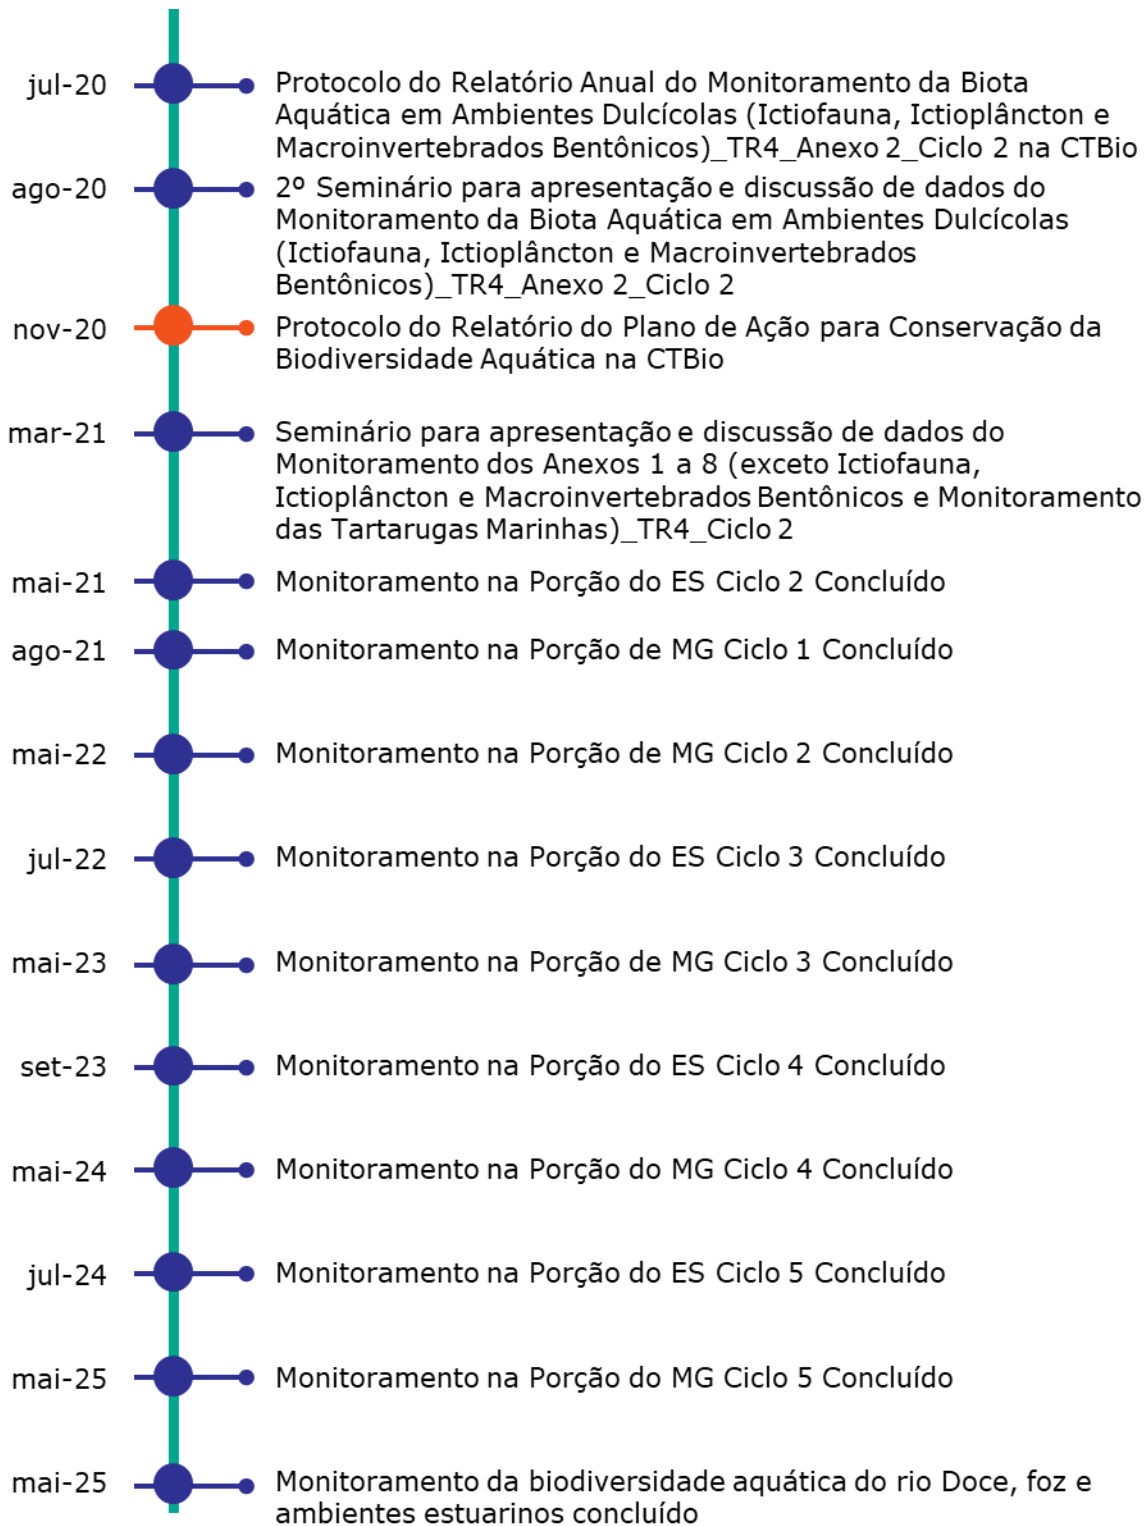 jul-20
Protocolo do Relatório Anual do Monitoramento da Biota
Aquática em Ambientes Dulcícolas (Ictiofauna, Ictioplâncton e
Macroinvertebrados Bentônicos)_TR4_Anexo 2_Ciclo 2 na CTBio
ago-20
2º Seminário para apresentação e discussão de dados do
Monitoramento da Biota Aquática em Ambientes Dulcícolas
(Ictiofauna, Ictioplâncton e Macroinvertebrados
Bentônicos)_TR4_Anexo 2_Ciclo 2
nov-20
Protocolo do Relatório do Plano de Ação para Conservação da
Biodiversidade Aquática na CTBio
mar-21
Seminário para apresentação e discussão de dados do
Monitoramento dos Anexos 1 a 8 (exceto Ictiofauna,
Ictioplâncton e Macroinvertebrados Bentônicos e Monitoramento
das Tartarugas Marinhas)_TR4_Ciclo 2
mai-21
Monitoramento na Porção do ES Ciclo 2 Concluído
ago-21
Monitoramento na Porção de MG Ciclo 1 Concluído
mai-22
Monitoramento na Porção de MG Ciclo 2 Concluído
jul-22
Monitoramento na Porção do ES Ciclo 3 Concluído
mai-23
Monitoramento na Porção de MG Ciclo 3 Concluído
set-23
Monitoramento na Porção do ES Ciclo 4 Concluído
mai-24
Monitoramento na Porção do MG Ciclo 4 Concluído
jul-24
Monitoramento na Porção do ES Ciclo 5 Concluído
mai-25
Monitoramento na Porção do MG Ciclo 5 Concluído
mai-25
Monitoramento da biodiversidade aquática do rio Doce, foz e
ambientes estuarinos concluído